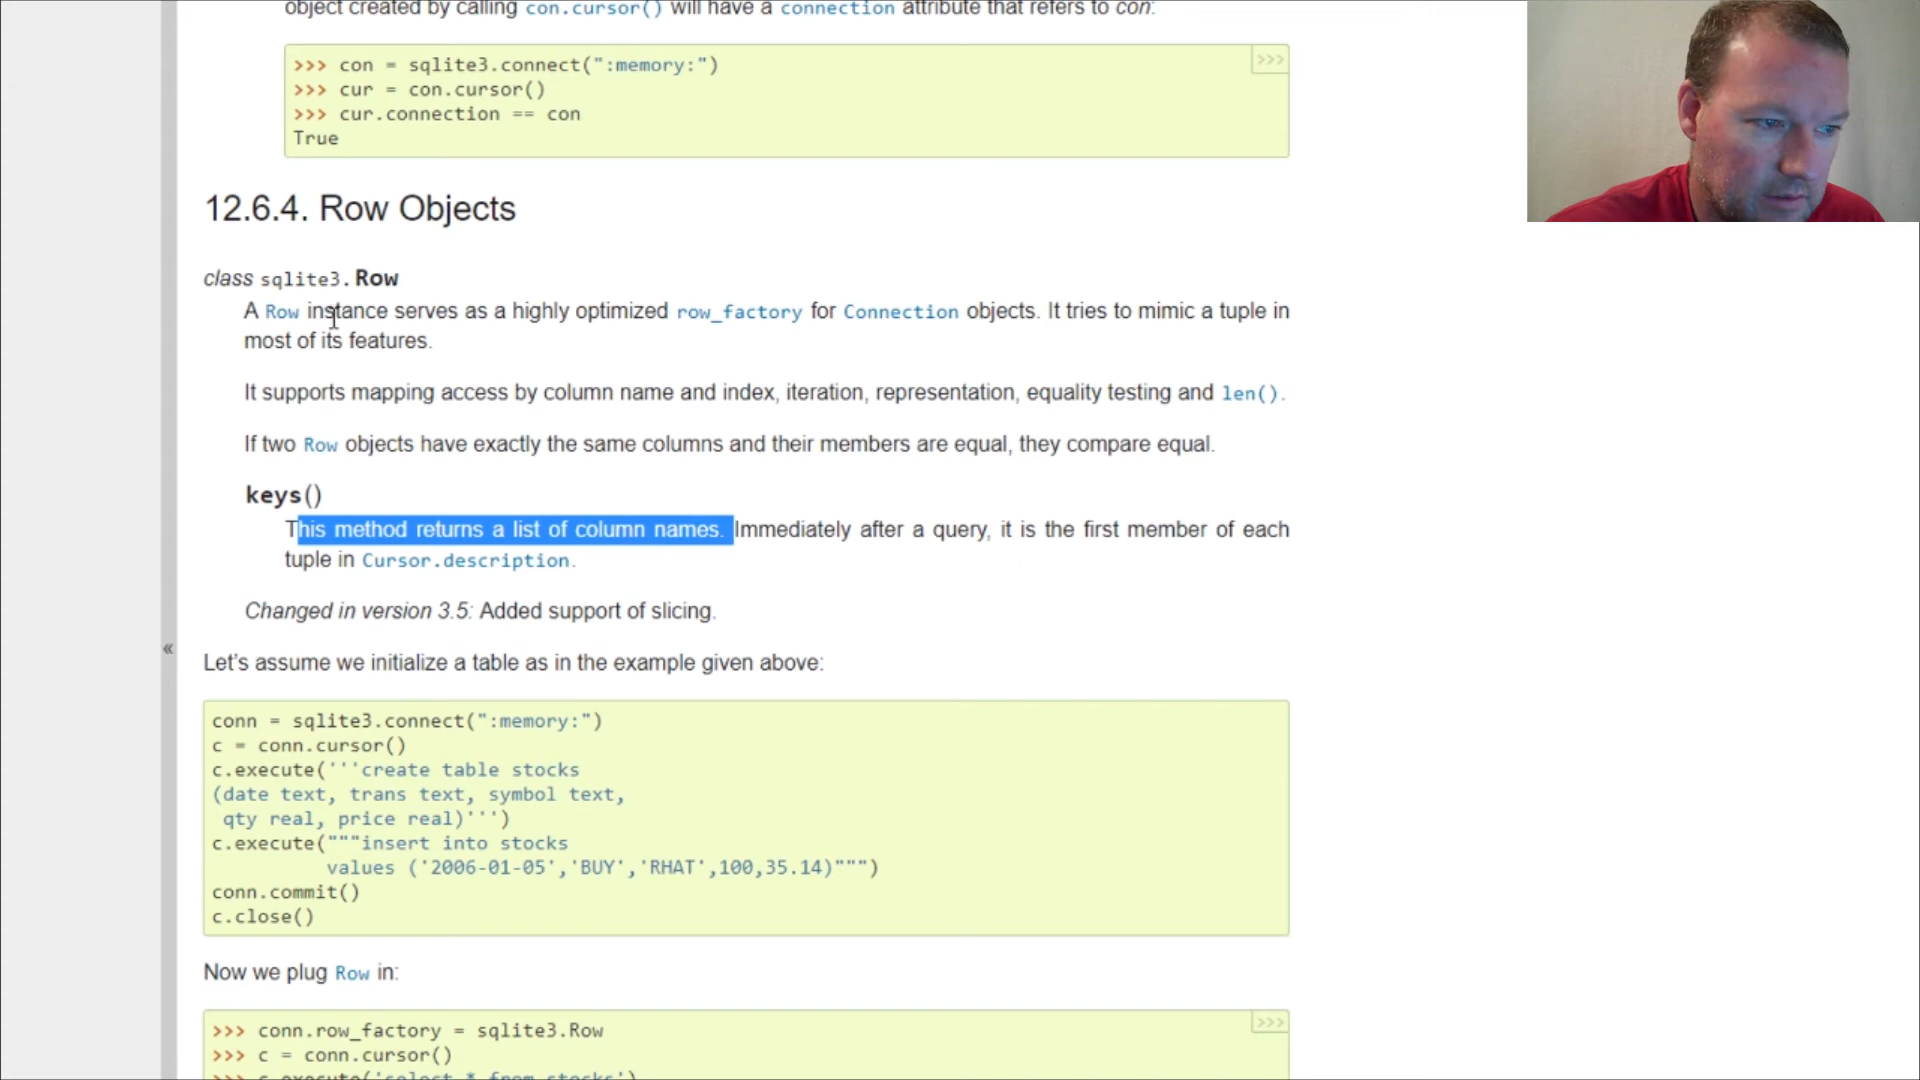 object created by calling con.cursor() will have a connection attribute that refers to con:
>>> con = sqlite3.connect(":memory:")
>>>
>>> cur = con.cursor()
>>> cur.connection == con
True
12.6.4. Row Objects
class sqlite3.Row
A Row instance serves as a highly optimized row_factory for Connection objects. It tries to mimic a tuple in
most of its features.
It supports mapping access by column name and index, iteration, representation, equality testing and len().
If two Row objects have exactly the same columns and their members are equal, they compare equal.
keys()
This method returns a list of column names. Immediately after a query, it is the first member of each
tuple in Cursor.description.
Changed in version 3.5: Added support of slicing.
«
Let's assume we initialize a table as in the example given above:
conn = sqlite3.connect(":memory:")
c = conn.cursor()
c.execute('''create table stocks
(date text, trans text, symbol text,
 qty real, price real)''')
c.execute("""insert into stocks
          values ('2006-01-05','BUY','RHAT',100,35.14)""")
conn.commit()
c.close()
Now we plug Row in:
>>> conn.row_factory = sqlite3.Row
>>>
>>> c = conn.cursor()
>>> c.execute('select * from stocks')